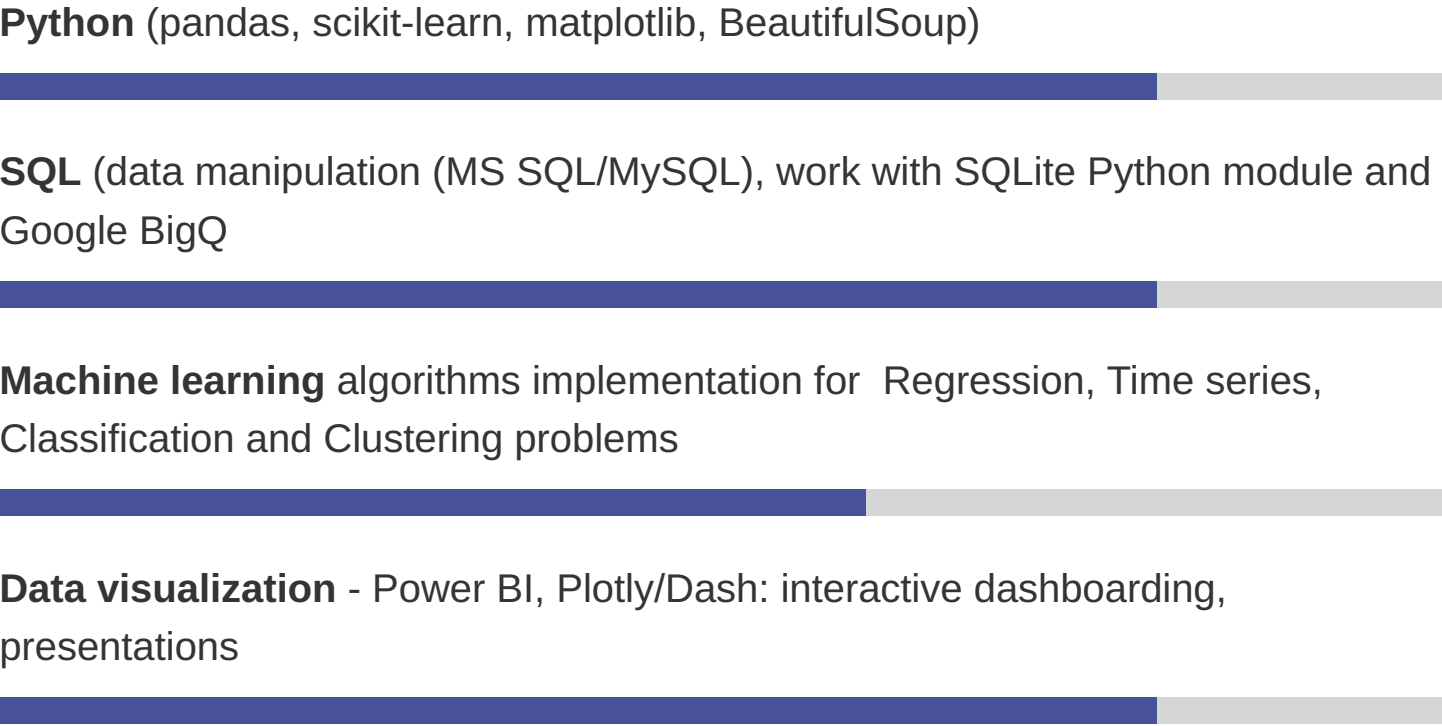 Python (pandas, scikit-learn, matplotlib, BeautifulSoup)
SQL (data manipulation (MS SQL/MySQL), work with SQLite Python module and
Google BigQ
Machine learning algorithms implementation for  Regression, Time series,
Classification and Clustering problems
Data visualization - Power BI, Plotly/Dash: interactive dashboarding,
presentations